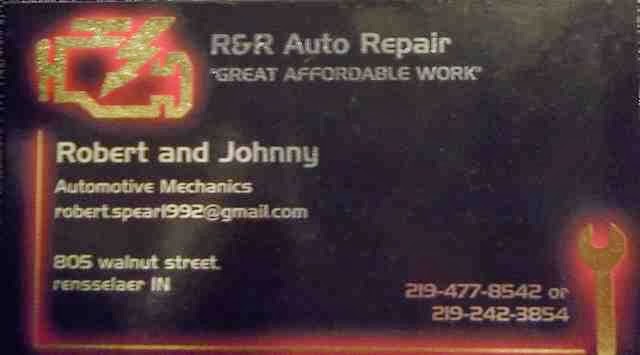 R&R Auto Repair
"GREAT AFFORDABLE WORK"
Robert and Johnny
Automotive Mechanics
robert.spear1992@gmail.com
805 walnut street.
rensselaer IN
219-477-8542 or
219-242-3854